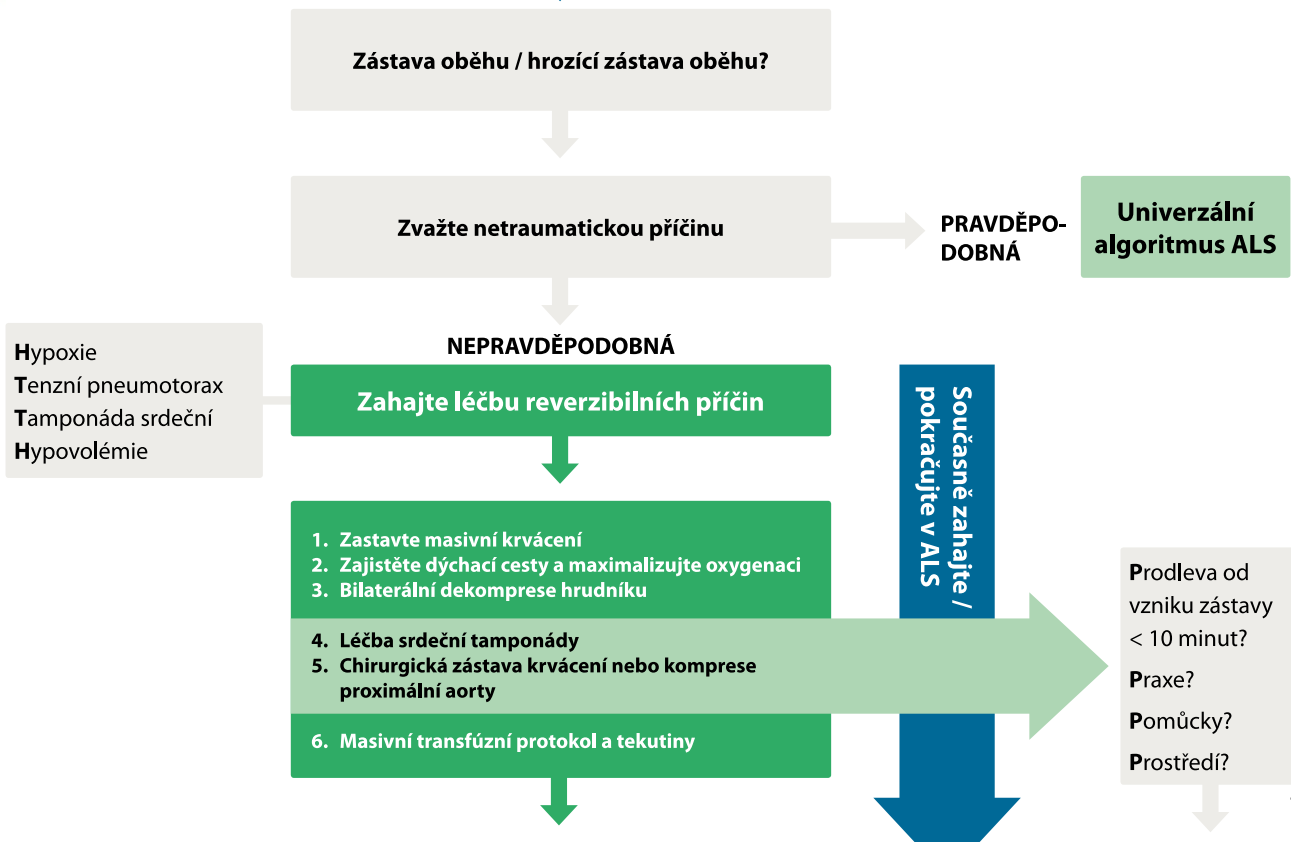 Zástava oběhu / hrozící zástava oběhu?
Zvažte netraumatickou příčinu
PRAVDĚPO-
DOBNÁ
Univerzální
algoritmus ALS
NEPRAVDĚPODOBNÁ
Hypoxie
Tenzní pneumotorax
Tamponáda srdeční
Hypovolémie
Zahajte léčbu reverzibilních příčin
Současně zahajte /
pokračujte v ALS
1. Zastavte masivní krvácení
2. Zajistěte dýchací cesty a maximalizujte oxygenaci
3. Bilaterální dekomprese hrudníku
4. Léčba srdeční tamponády
5. Chirurgická zástava krvácení nebo komprese
proximální aorty
6. Masivní transfúzní protokol a tekutiny
Prodleva od
vzniku zástavy
< 10 minut?
Praxe?
Pomůcky?
Prostředí?